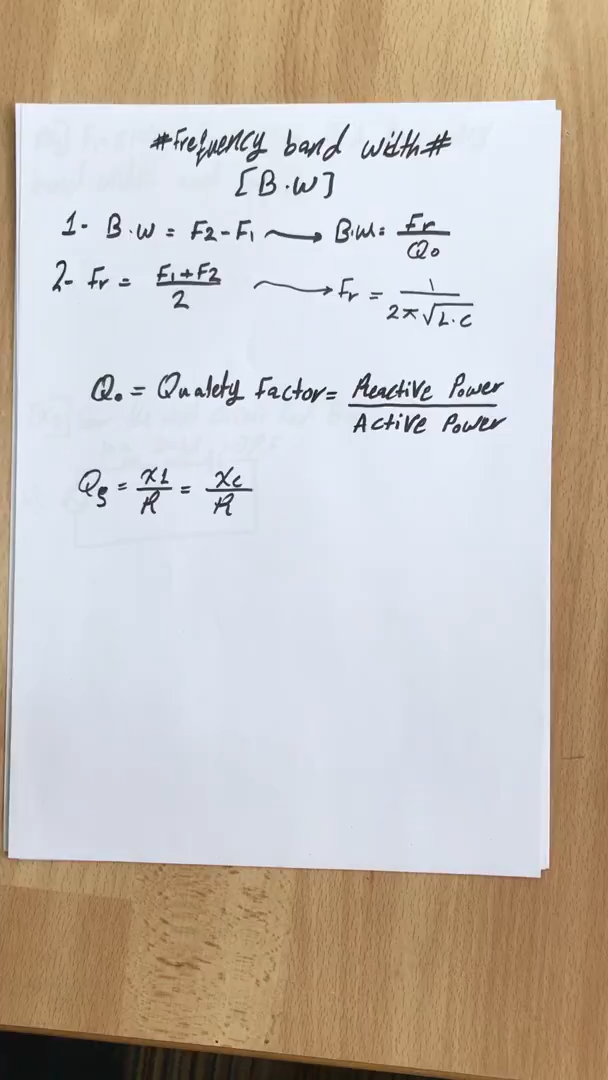 #Frequency band width#
[B.W]
1- B.W = F2-F1 → B.W = Fr/Q₀
2- Fr = F1+F2/2 → Fr = 1/2π√L.C
Q₀ = Qualety Factor = Reactive Power/Active Power
Qs = XL/R = Xc/R